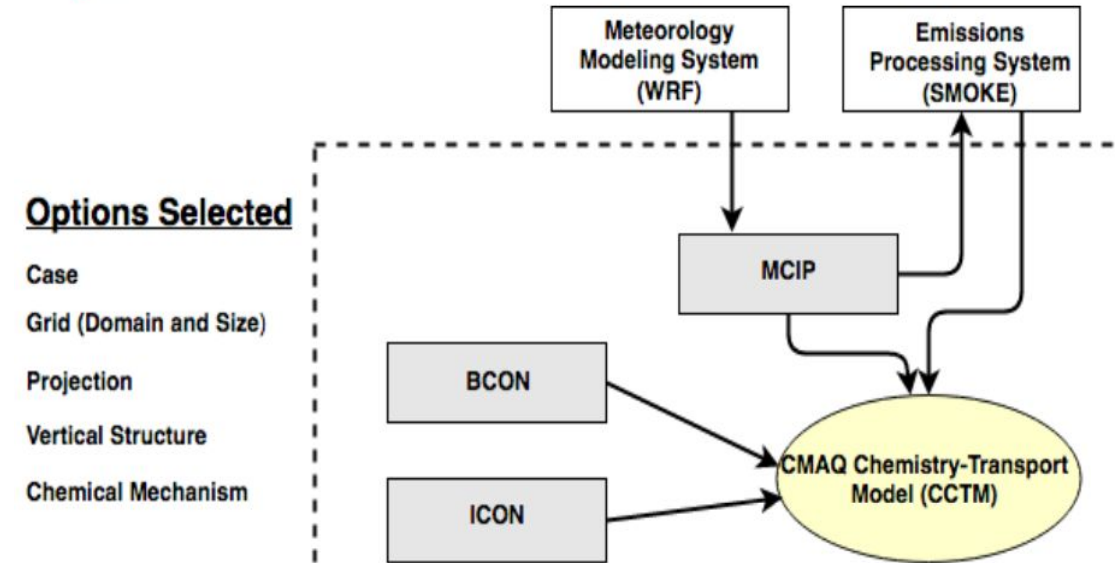 Meteorology
Modeling System
(WRF)
Emissions
Processing System
(SMOKE)
Options Selected
Case
Grid (Domain and Size)
Projection
Vertical Structure
Chemical Mechanism
MCIP
BCON
ICON
CMAQ Chemistry-Transport
Model (CCTM)